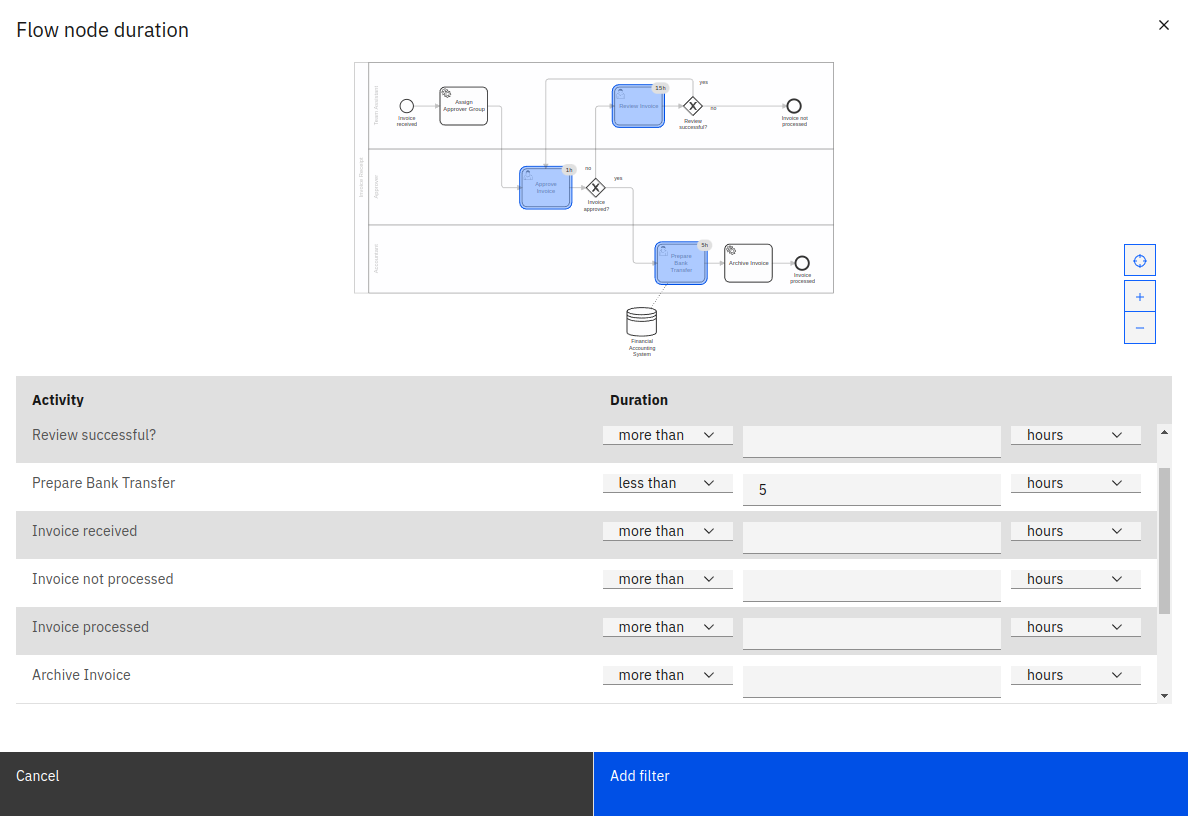 Flow node duration
Invoice Receipt
Team Assistant
Invoice
received
Assign
Approver Group
Review Invoice
15h
yes
no
Review
successful?
Invoice not
processed
Approver
Approve
Invoice
1h
no
yes
Invoice
approved?
Accountant
Prepare
Bank
Transfer
5h
Archive Invoice
Invoice
processed
Financial
Accounting
System
Activity Duration
Review successful? more than hours
Prepare Bank Transfer less than 5 hours
Invoice received more than hours
Invoice not processed more than hours
Invoice processed more than hours
Archive Invoice more than hours
Cancel Add filter